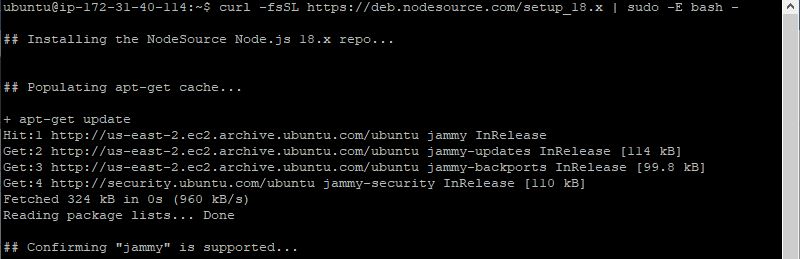 ubuntu@ip-172-31-40-114:~$ curl -fsSL https://deb.nodesource.com/setup_18.x | sudo -E bash -
## Installing the NodeSource Node.js 18.x repo...
## Populating apt-get cache...
+ apt-get update
Hit:1 http://us-east-2.ec2.archive.ubuntu.com/ubuntu jammy InRelease
Get:2 http://us-east-2.ec2.archive.ubuntu.com/ubuntu jammy-updates InRelease [114 kB]
Get:3 http://us-east-2.ec2.archive.ubuntu.com/ubuntu jammy-backports InRelease [99.8 kB]
Get:4 http://security.ubuntu.com/ubuntu jammy-security InRelease [110 kB]
Fetched 324 kB in 0s (960 kB/s)
Reading package lists... Done
## Confirming "jammy" is supported...